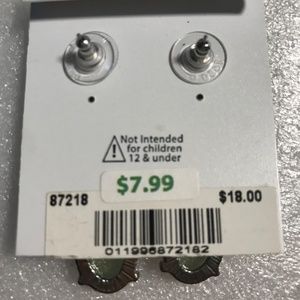 Not Intended
for children
12 & under
$7.99
87218 $18.00
011996872182